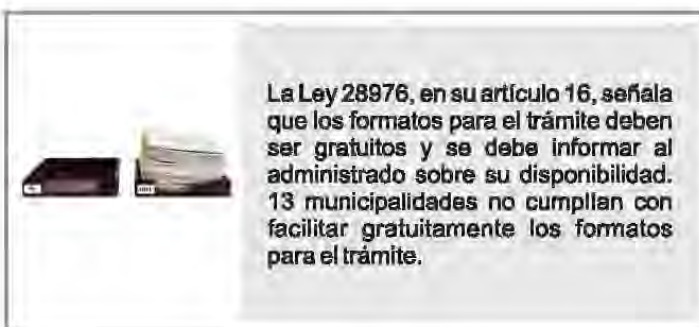 La Ley 28976, en su artículo 16, señala
que los formatos para el trámite deben
ser gratuitos y se debe informar al
administrado sobre su disponibilidad.
13 municipalidades no cumplían con
facilitar gratuitamente los formatos
para el trámite.